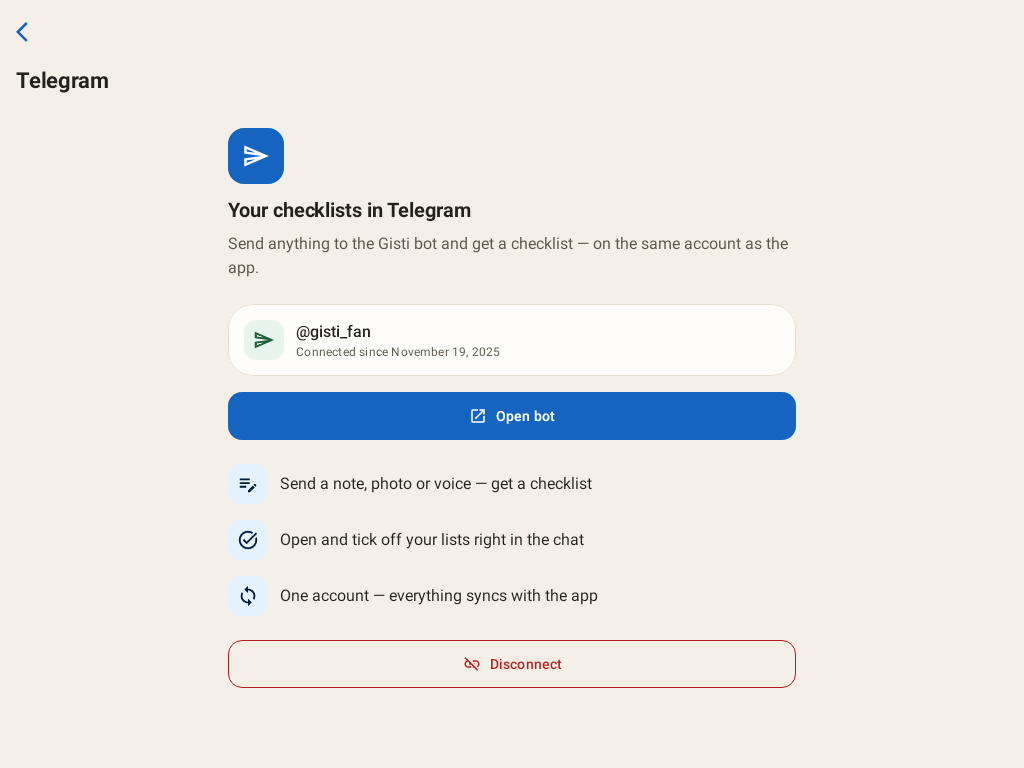 Telegram
Your checklists in Telegram
Send anything to the Gisti bot and get a checklist — on the same account as the
app.
@gisti_fan
Connected since November 19, 2025
Open bot
Send a note, photo or voice — get a checklist
Open and tick off your lists right in the chat
One account — everything syncs with the app
Disconnect